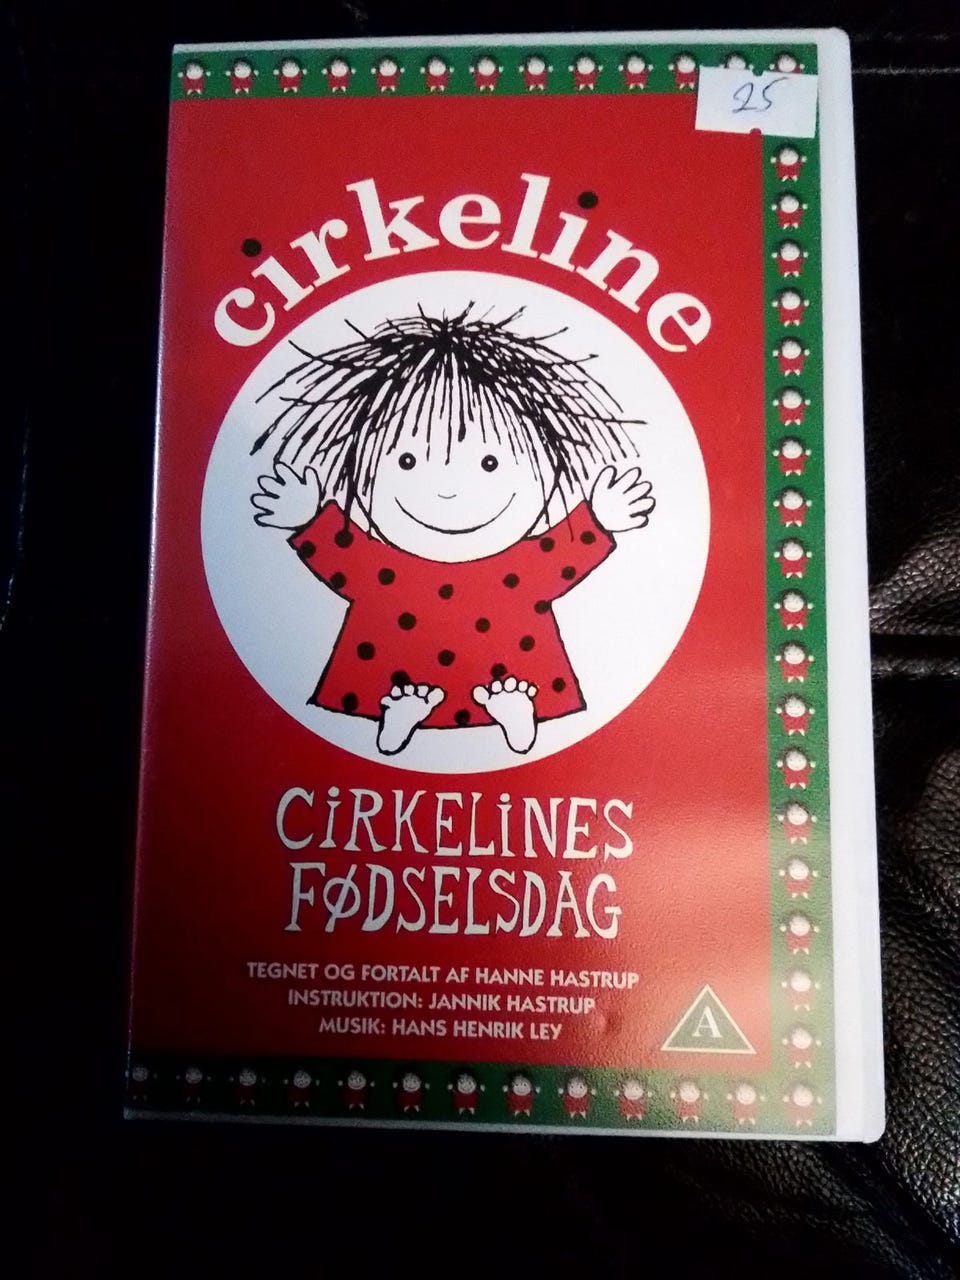 25
cirkeline
CiRKELiNES
FØDSELSDAG
TEGNET OG FORTALT AF HANNE HASTRUP
INSTRUKTION: JANNIK HASTRUP
MUSIK: HANS HENRIK LEY
A